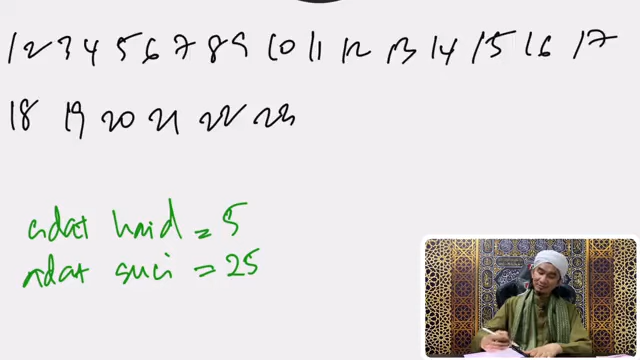 1 2 3 4 5 6 7 8 9 10 11 12 13 14 15 16 17
18 19 20 21 22 23
adat haid = 5
adat suci = 25